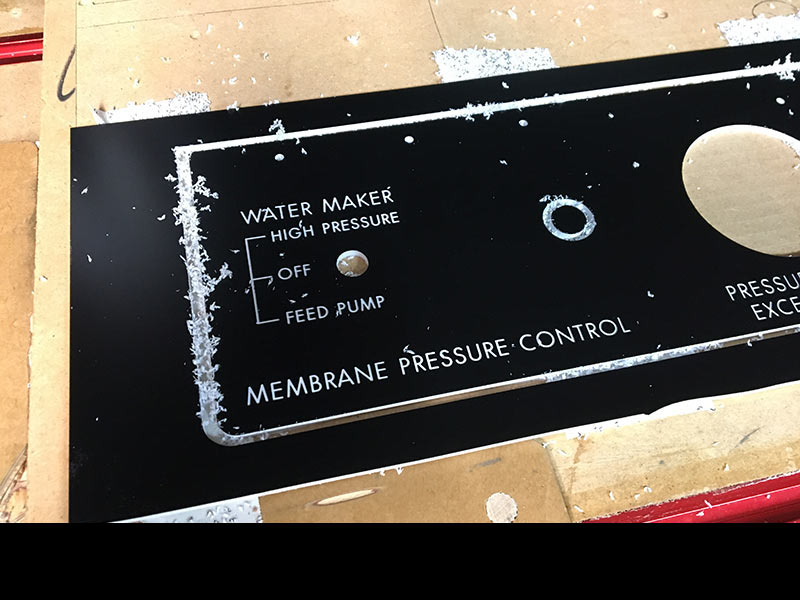 WATER MAKER
HIGH PRESSURE
OFF
FEED PUMP
MEMBRANE PRESSURE CONTROL